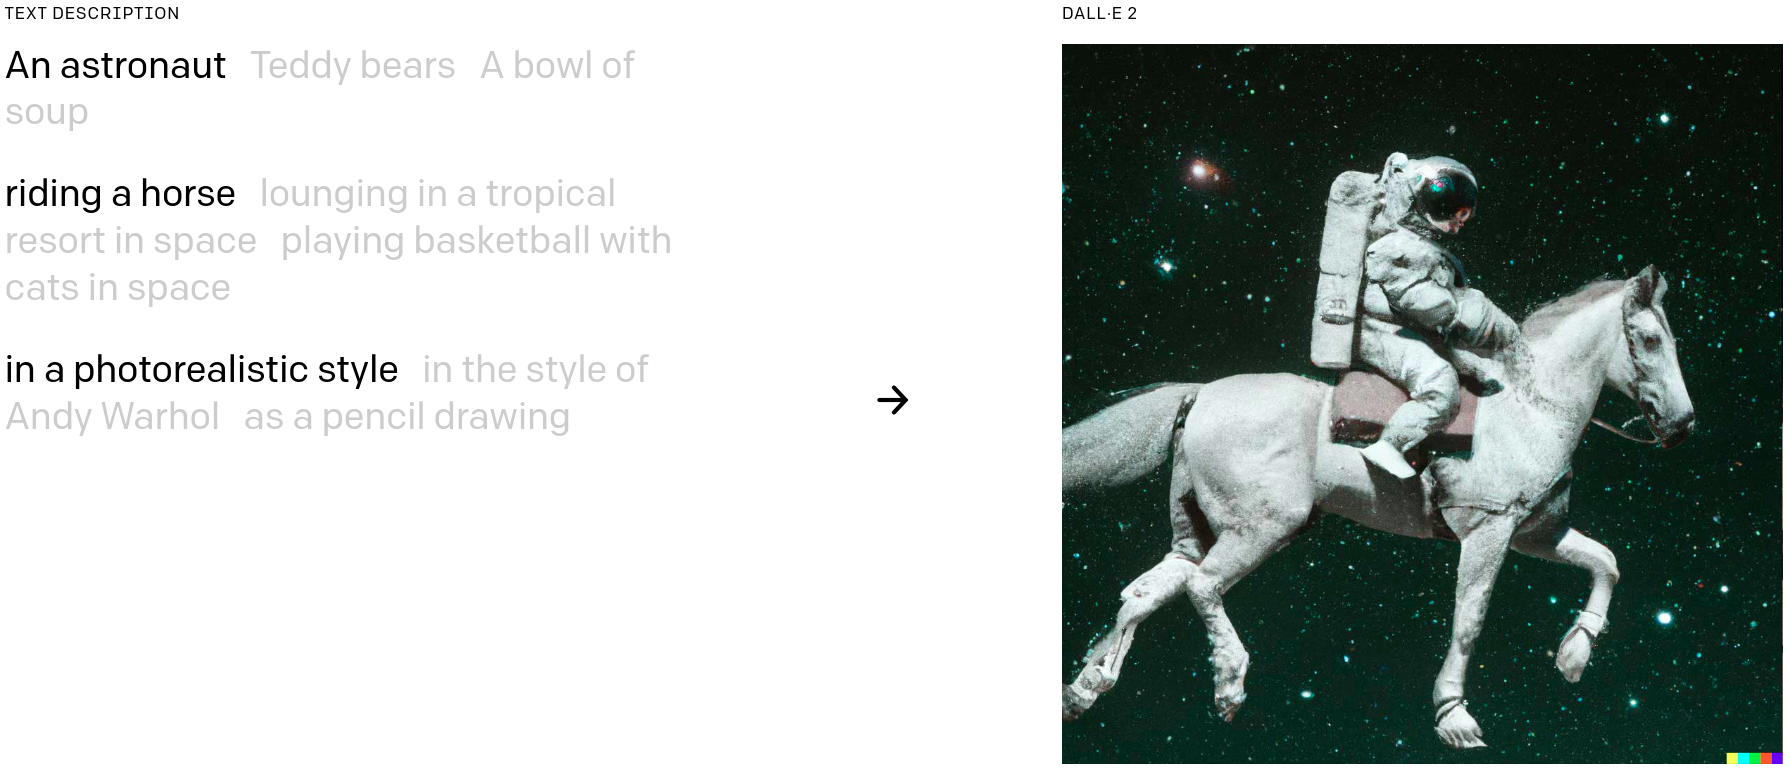 TEXT DESCRIPTION
DALL·E 2
An astronaut Teddy bears A bowl of
soup
riding a horse lounging in a tropical
resort in space playing basketball with
cats in space
in a photorealistic style in the style of
Andy Warhol as a pencil drawing